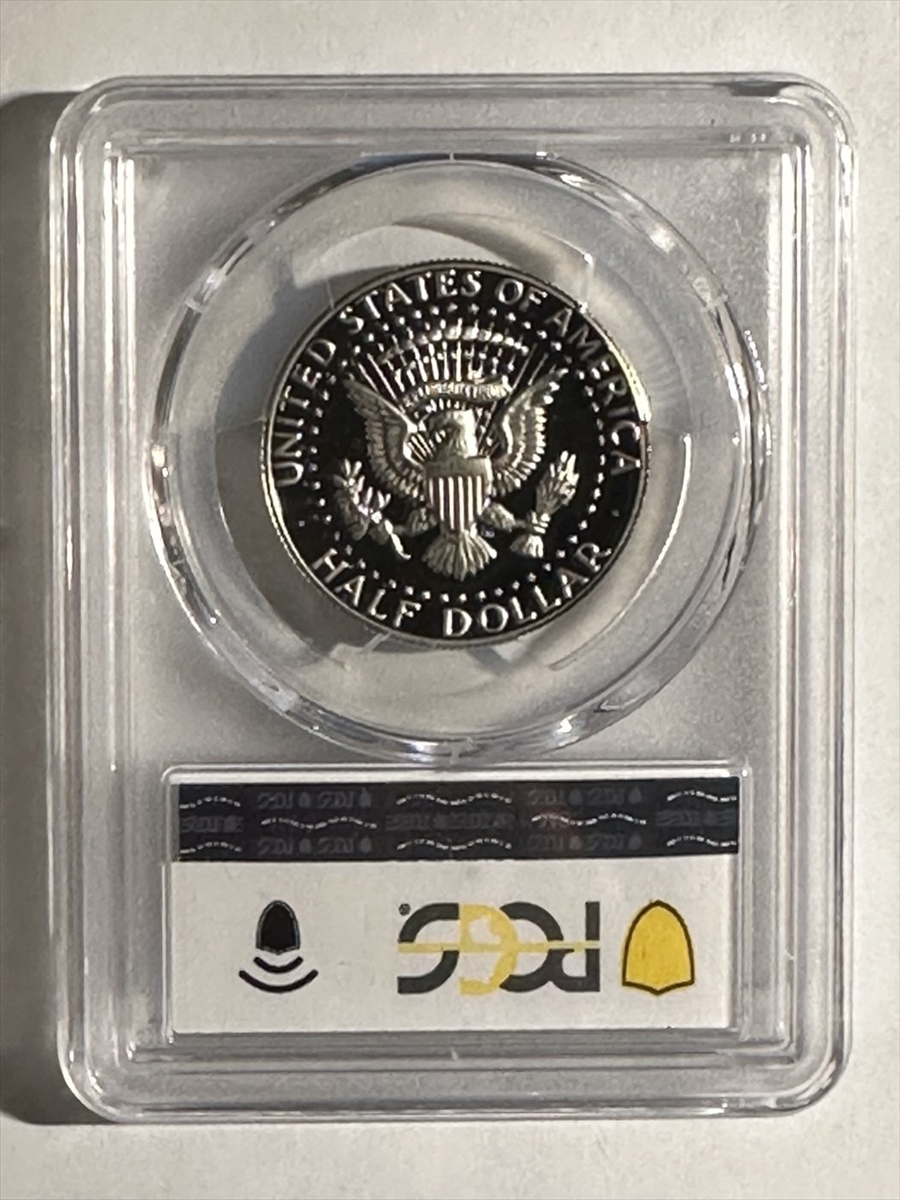 UNITED STATES OF AMERICA
HALF DOLLAR
PCGS